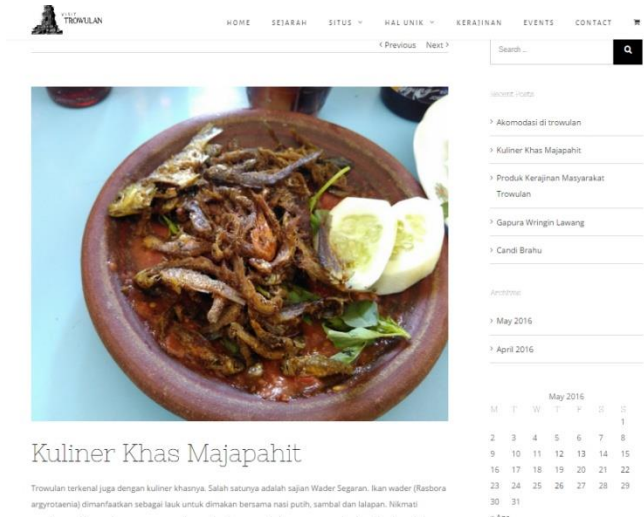 VISIT
TROWULAN
HOME SEJARAH SITUS HAL UNIK KERAJINAN EVENTS CONTACT
‹ Previous Next ›
Search ...
Recent Posts
› Akomodasi di trowulan
› Kuliner Khas Majapahit
› Produk Kerajinan Masyarakat
Trowulan
› Gapura Wringin Lawang
› Candi Brahu
Archives
› May 2016
› April 2016
May 2016
M T W T F S S
1
2 3 4 5 6 7 8
9 10 11 12 13 14 15
16 17 18 19 20 21 22
23 24 25 26 27 28 29
30 31
Kuliner Khas Majapahit
Trowulan terkenal juga dengan kuliner khasnya. Salah satunya adalah sajian Wader Segaran. Ikan wader (Rasbora
argyrotaenia) dimanfaatkan sebagai lauk untuk dimakan bersama nasi putih, sambal dan lalapan. Nikmati